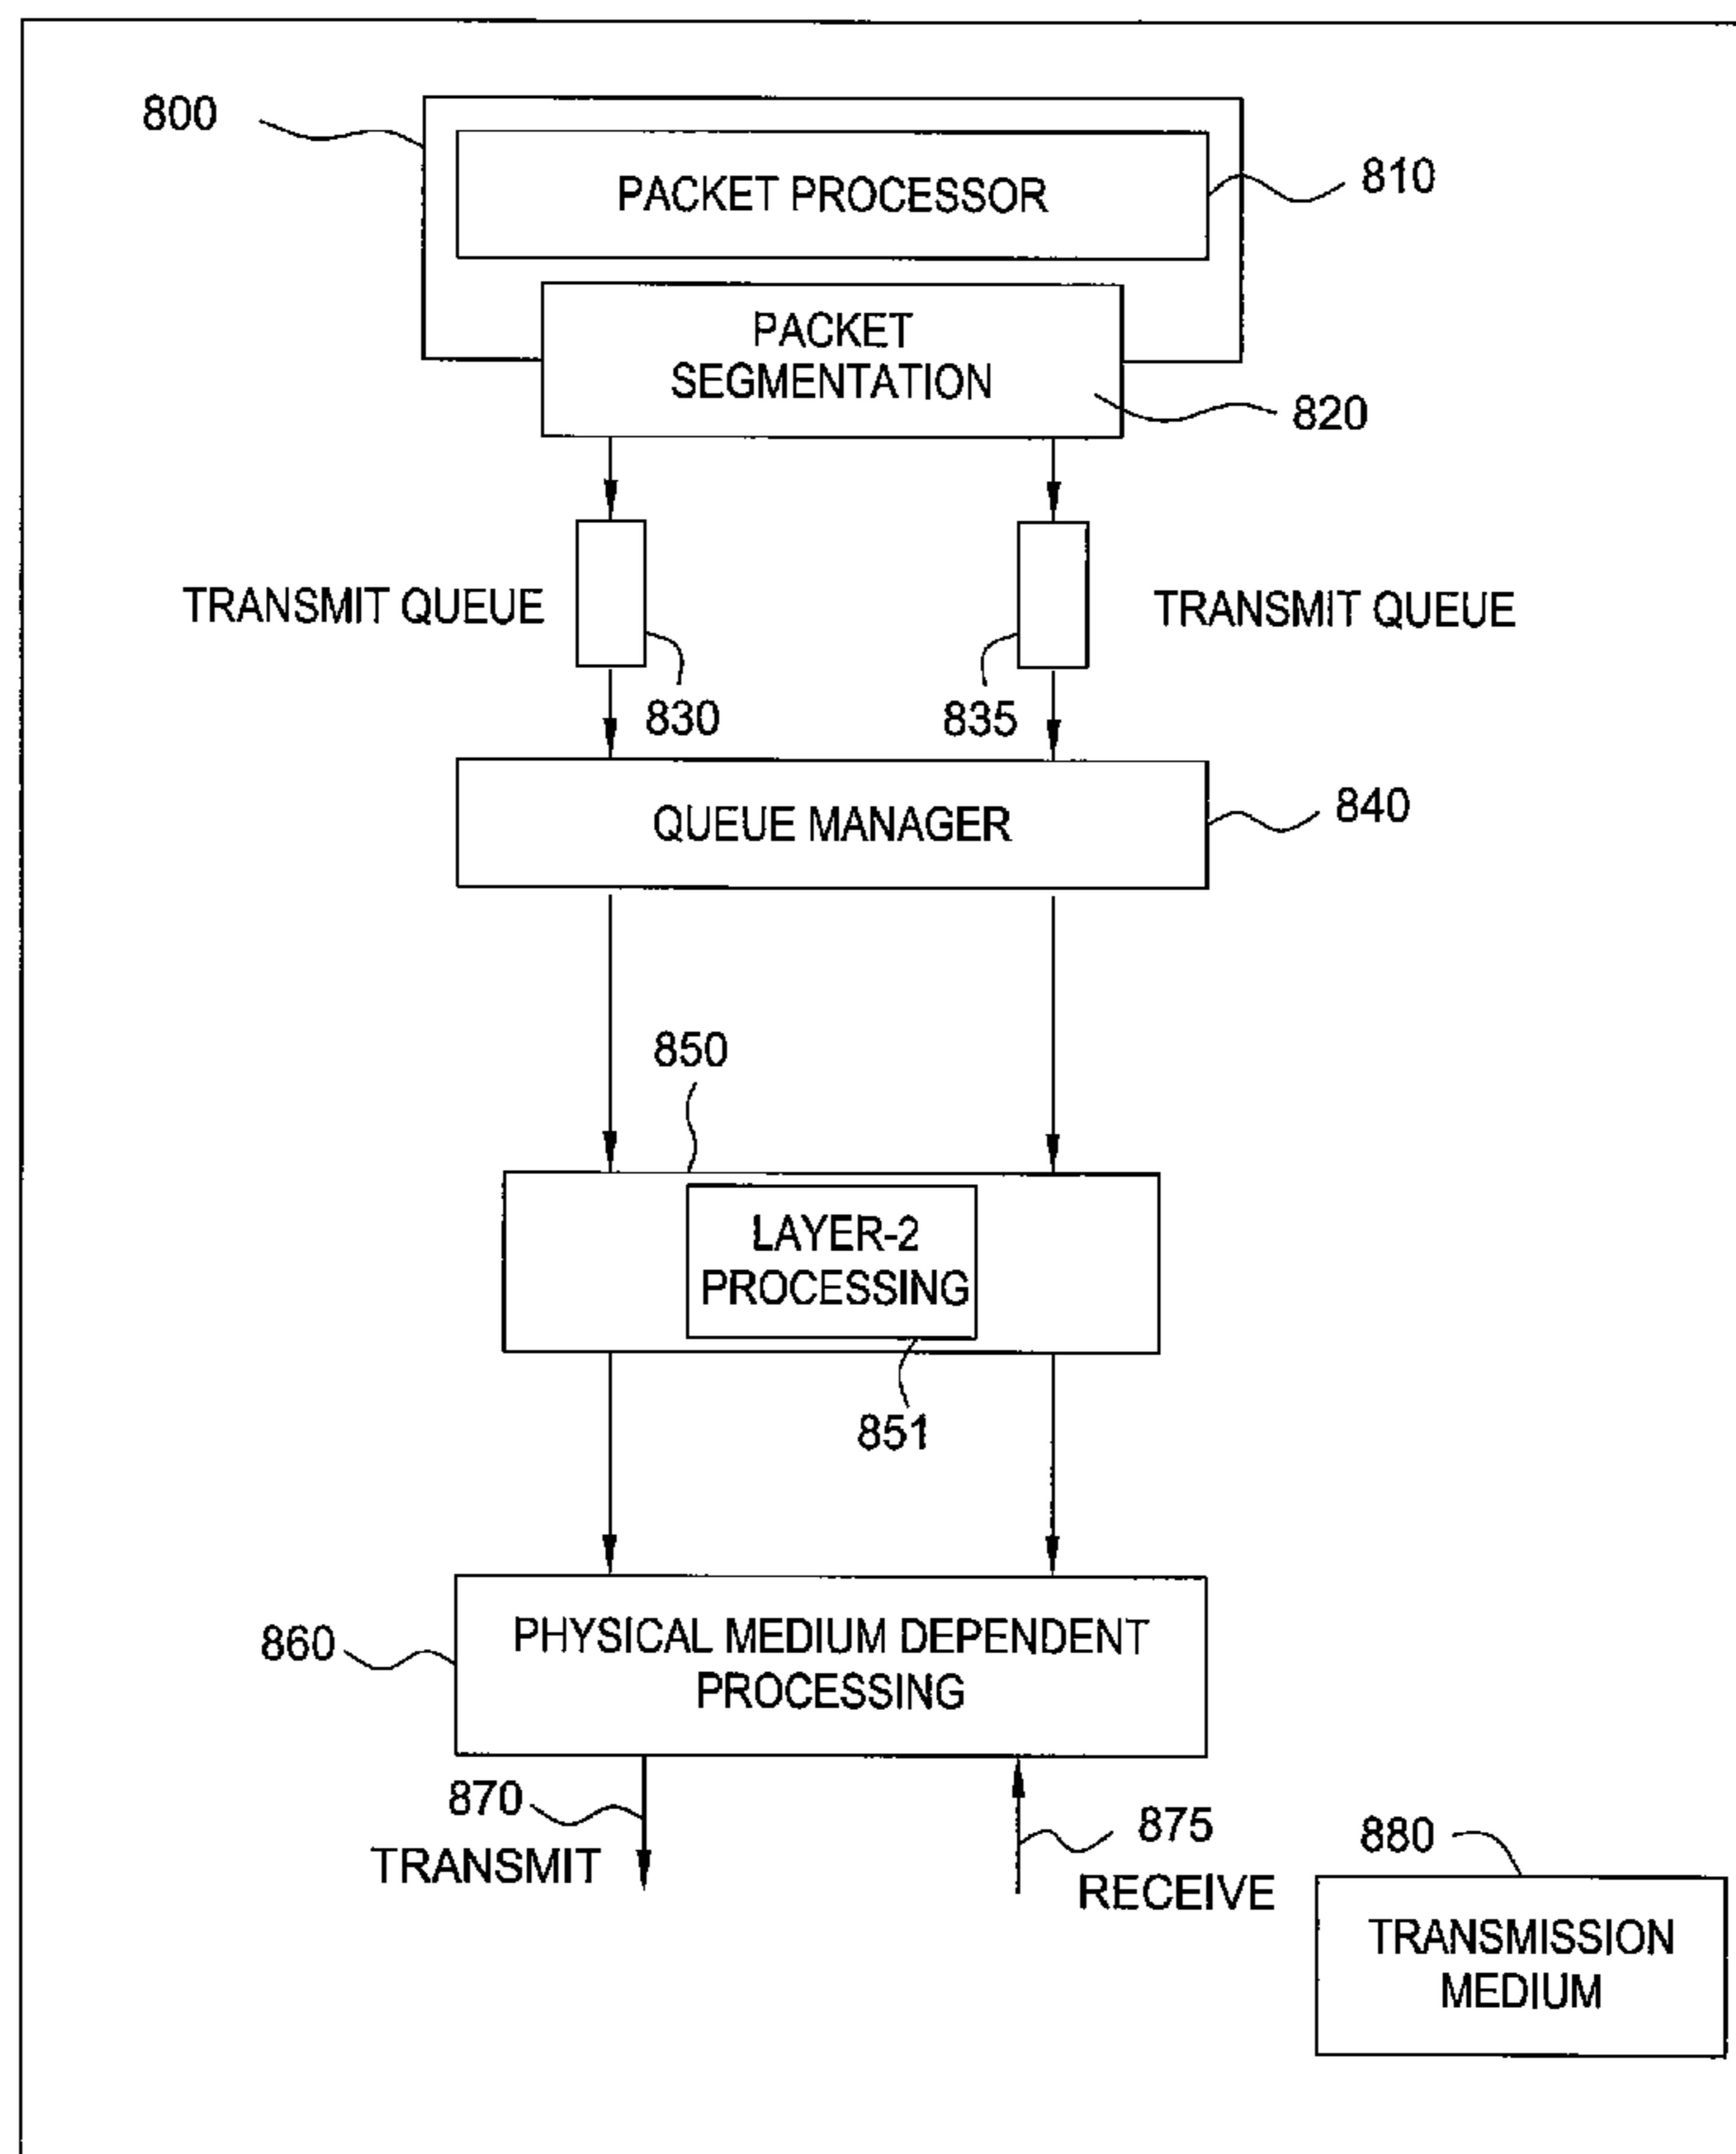 800
PACKET PROCESSOR
810
PACKET
SEGMENTATION
820
TRANSMIT QUEUE
TRANSMIT QUEUE
830
835
QUEUE MANAGER
840
850
LAYER-2
PROCESSING
851
860
PHYSICAL MEDIUM DEPENDENT
PROCESSING
870
TRANSMIT
875
RECEIVE
880
TRANSMISSION
MEDIUM